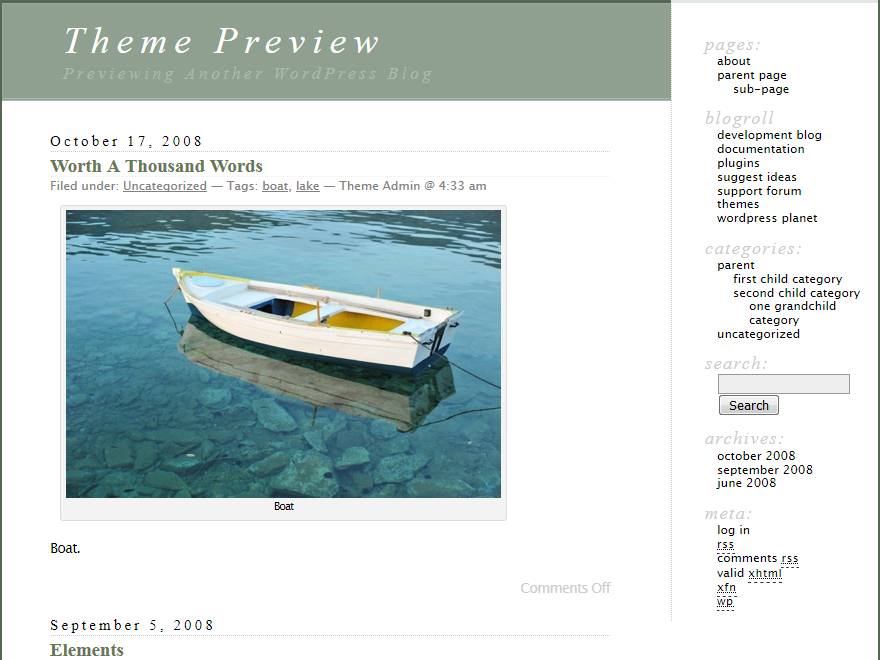 Theme Preview
Previewing Another WordPress Blog
October 17, 2008
Worth A Thousand Words
Filed under: Uncategorized — Tags: boat, lake — Theme Admin @ 4:33 am
Boat
Boat.
Comments Off
September 5, 2008
Elements
pages:
about
parent page
sub-page
blogroll
development blog
documentation
plugins
suggest ideas
support forum
themes
wordpress planet
categories:
parent
first child category
second child category
one grandchild
category
uncategorized
search:
Search
archives:
october 2008
september 2008
june 2008
meta:
log in
rss
comments rss
valid xhtml
xfn
wp